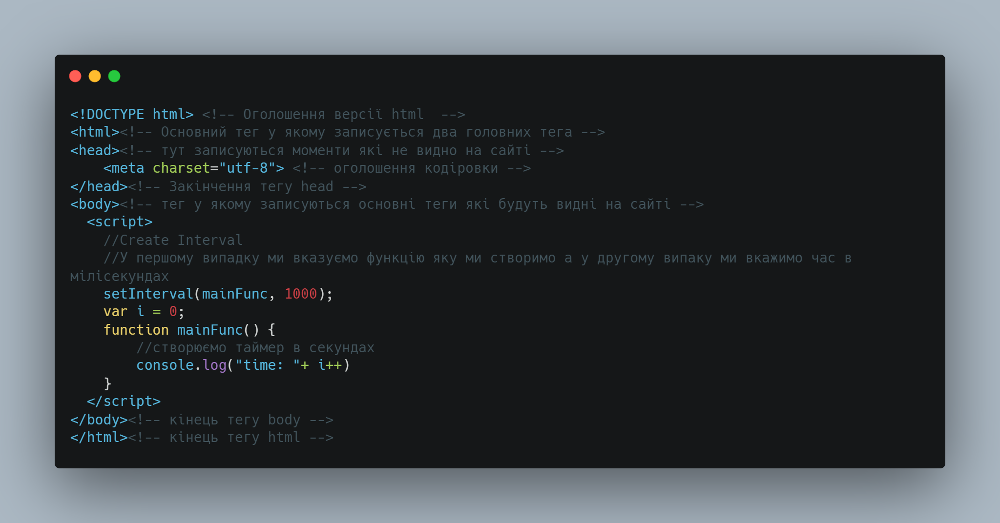 <!DOCTYPE html> <!-- Оголошення версії html  -->
<html><!-- Основний тег у якому записується два головних тега -->
<head><!-- тут записуються моменти які не видно на сайті -->
    <meta charset="utf-8"> <!-- оголошення кодіровки -->
</head><!-- Закінчення тегу head -->
<body><!-- тег у якому записуються основні теги які будуть видні на сайті -->
  <script>
    //Create Interval
    //У першому випадку ми вказуємо функцію яку ми створимо а у другому випаку ми вкажимо час в
мілісекундах
    setInterval(mainFunc, 1000);
    var i = 0;
    function mainFunc() {
        //створюємо таймер в секундах
        console.log("time: "+ i++)
    }
  </script>
</body><!-- кінець тегу body -->
</html><!-- кінець тегу html -->